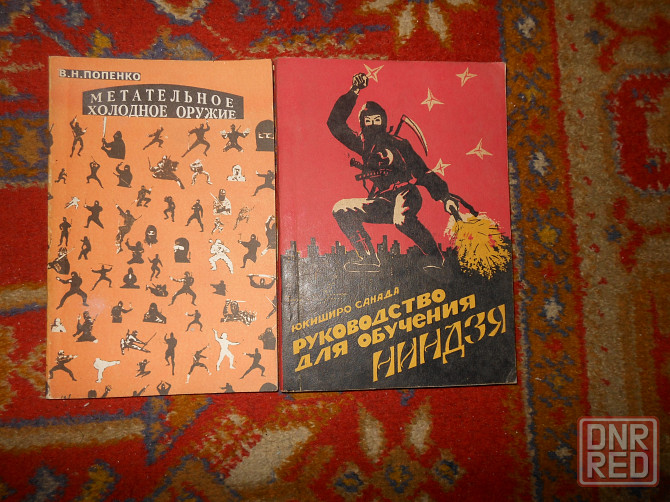 В.Н.ПОПЕНКО
МЕТАТЕЛЬНОЕ
ХОЛОДНОЕ ОРУЖИЕ
ЮКИШИРО САНАДА
РУКОВОДСТВО
ДЛЯ ОБУЧЕНИЯ
НИНДЗЯ
DNR
RED